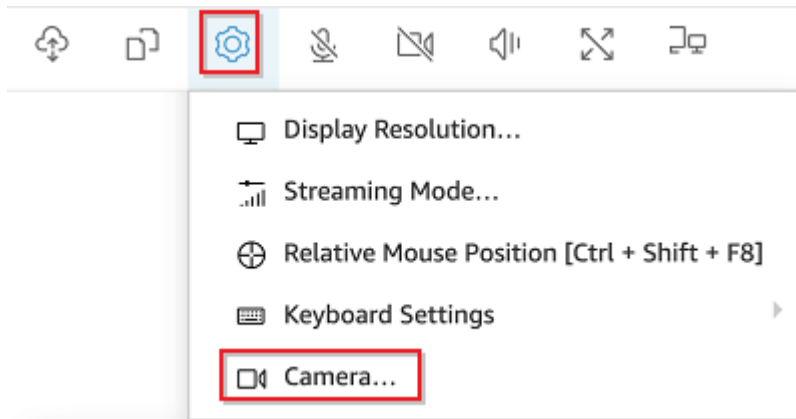 Display Resolution...
Streaming Mode...
Relative Mouse Position [Ctrl + Shift + F8]
Keyboard Settings
Camera...